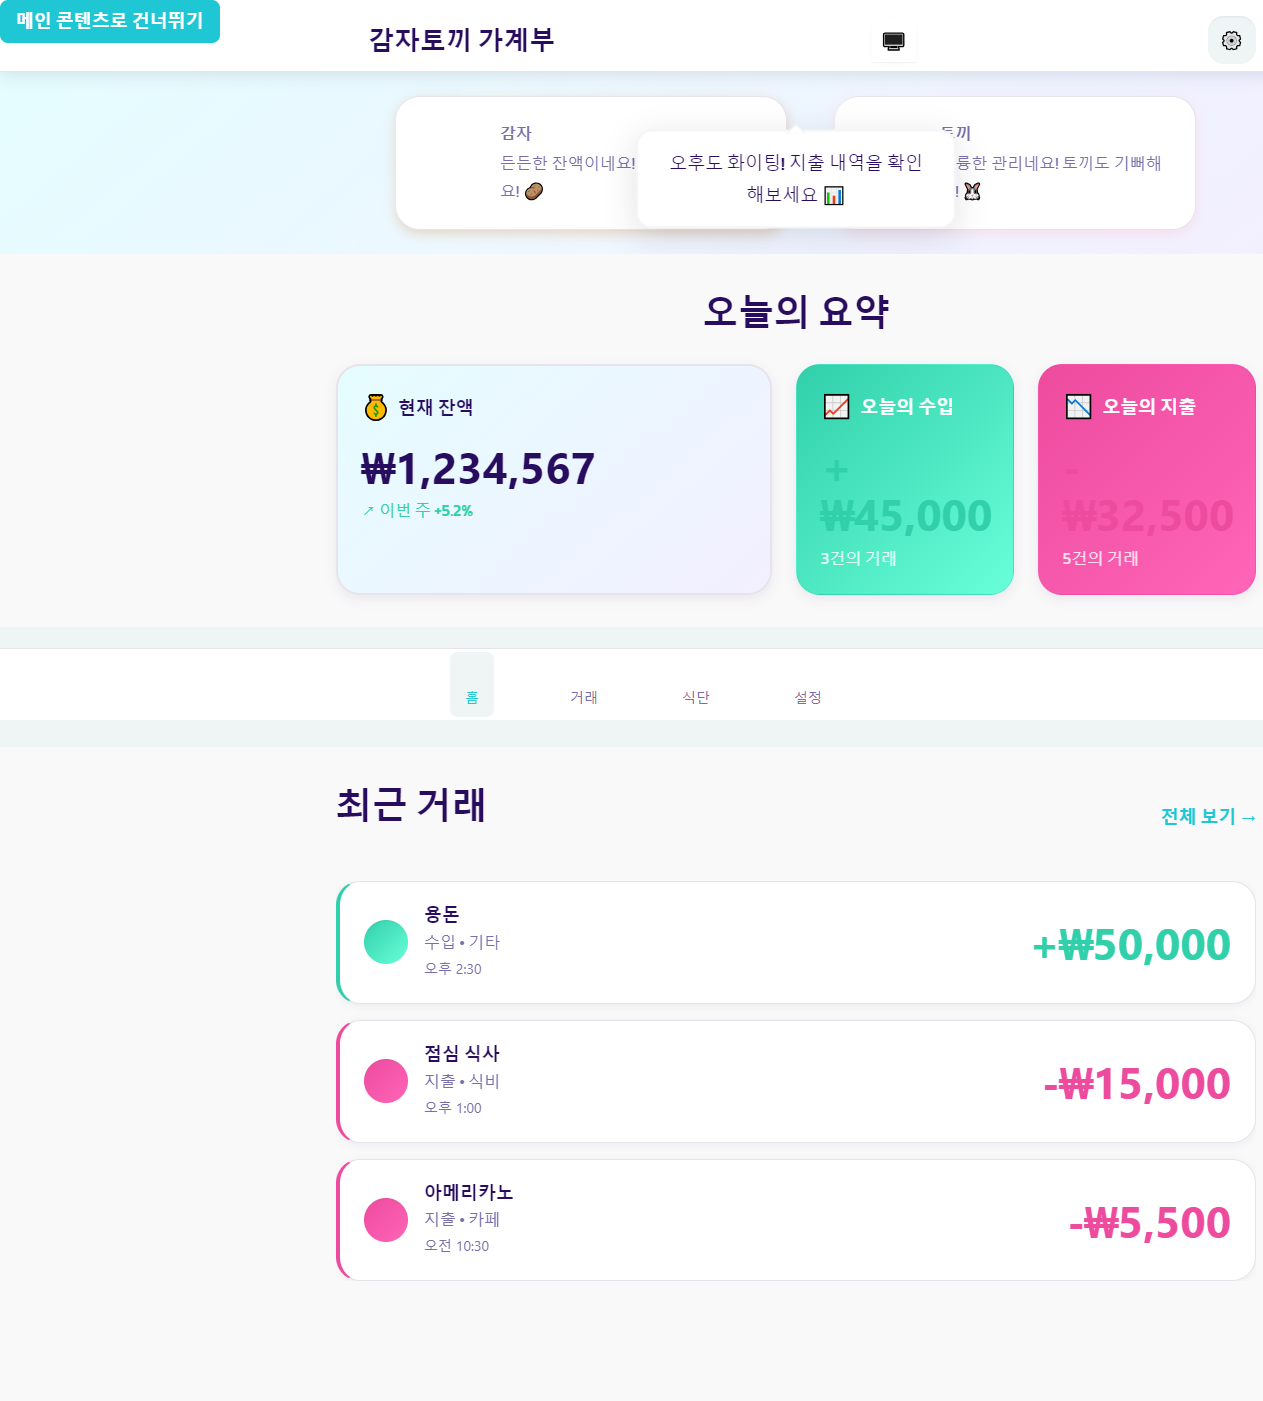 메인 콘텐츠로 건너뛰기
감자토끼 가계부
감자
든든한 잔액이네요!
요! 🥔
오후도 화이팅! 지출 내역을 확인
해보세요 📊
륭한 관리네요! 토끼도 기뻐해
! 🐰
오늘의 요약
💰 현재 잔액
₩1,234,567
↗ 이번 주 +5.2%
📈 오늘의 수입
+
₩45,000
3건의 거래
📉 오늘의 지출
-
₩32,500
5건의 거래
홈
거래
식단
설정
최근 거래
전체 보기 →
용돈
수입 • 기타
오후 2:30
+₩50,000
점심 식사
지출 • 식비
오후 1:00
-₩15,000
아메리카노
지출 • 카페
오전 10:30
-₩5,500